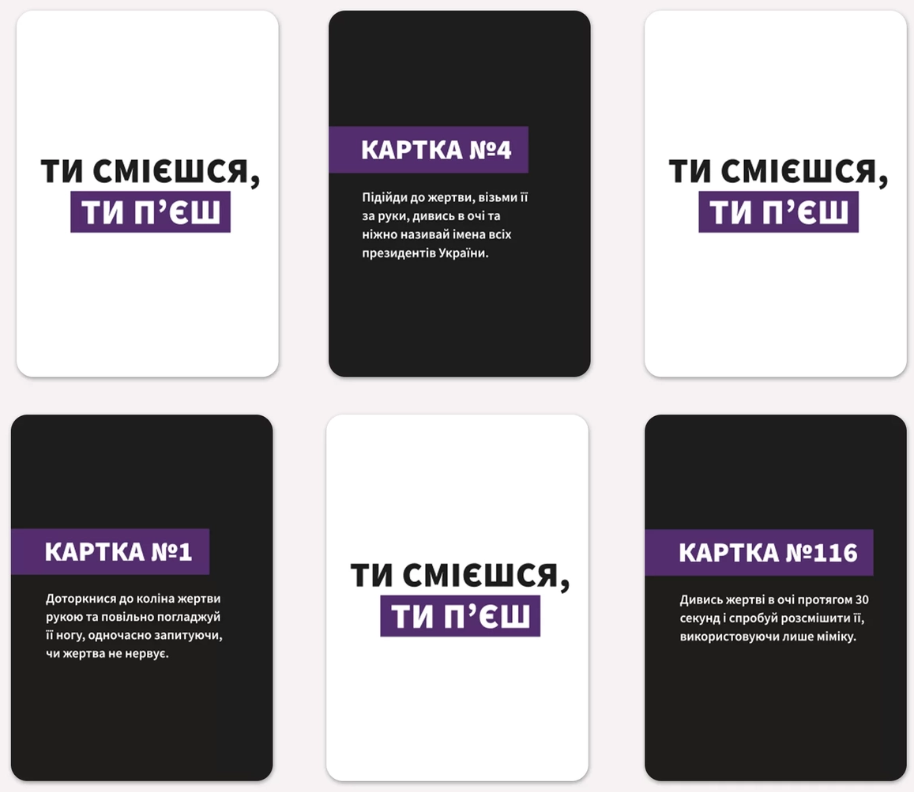 ТИ СМІЄШСЯ,
ТИ П’ЄШ
КАРТКА №4
Підійди до жертви, візьми її
за руки, дивись в очі та
ніжно називай імена всіх
президентів України.
ТИ СМІЄШСЯ,
ТИ П’ЄШ
КАРТКА №1
Доторкнися до коліна жертви
рукою та повільно погладжуй
її ногу, одночасно запитуючи,
чи жертва не нервує.
ТИ СМІЄШСЯ,
ТИ П’ЄШ
КАРТКА №116
Дивись жертві в очі протягом 30
секунд і спробуй розсмішити її,
використовуючи лише міміку.